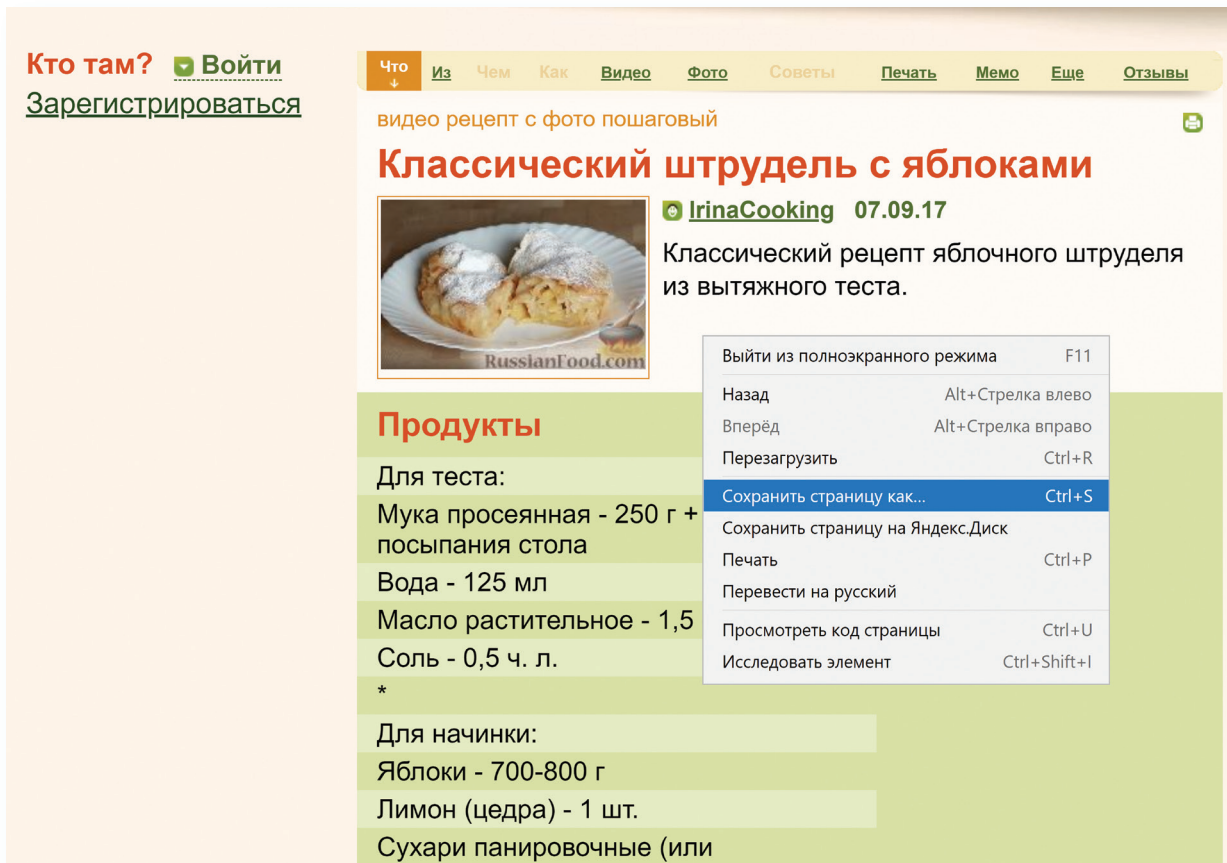 Кто там? Войти
Зарегистрироваться
Что Из Чем Как Видео Фото Советы Печать Мемо Еще Отзывы
видео рецепт с фото пошаговый
Классический штрудель с яблоками
IrinaCooking 07.09.17
Классический рецепт яблочного штруделя
из вытяжного теста.
RussianFood.com
Выйти из полноэкранного режима F11
Назад Alt+Стрелка влево
Вперёд Alt+Стрелка вправо
Перезагрузить Ctrl+R
Сохранить страницу как... Ctrl+S
Сохранить страницу на Яндекс.Диск
Печать Ctrl+P
Перевести на русский
Просмотреть код страницы Ctrl+U
Исследовать элемент Ctrl+Shift+I
Продукты
Для теста:
Мука просеянная - 250 г +
посыпания стола
Вода - 125 мл
Масло растительное - 1,5
Соль - 0,5 ч. л.
*
Для начинки:
Яблоки - 700-800 г
Лимон (цедра) - 1 шт.
Сухари панировочные (или